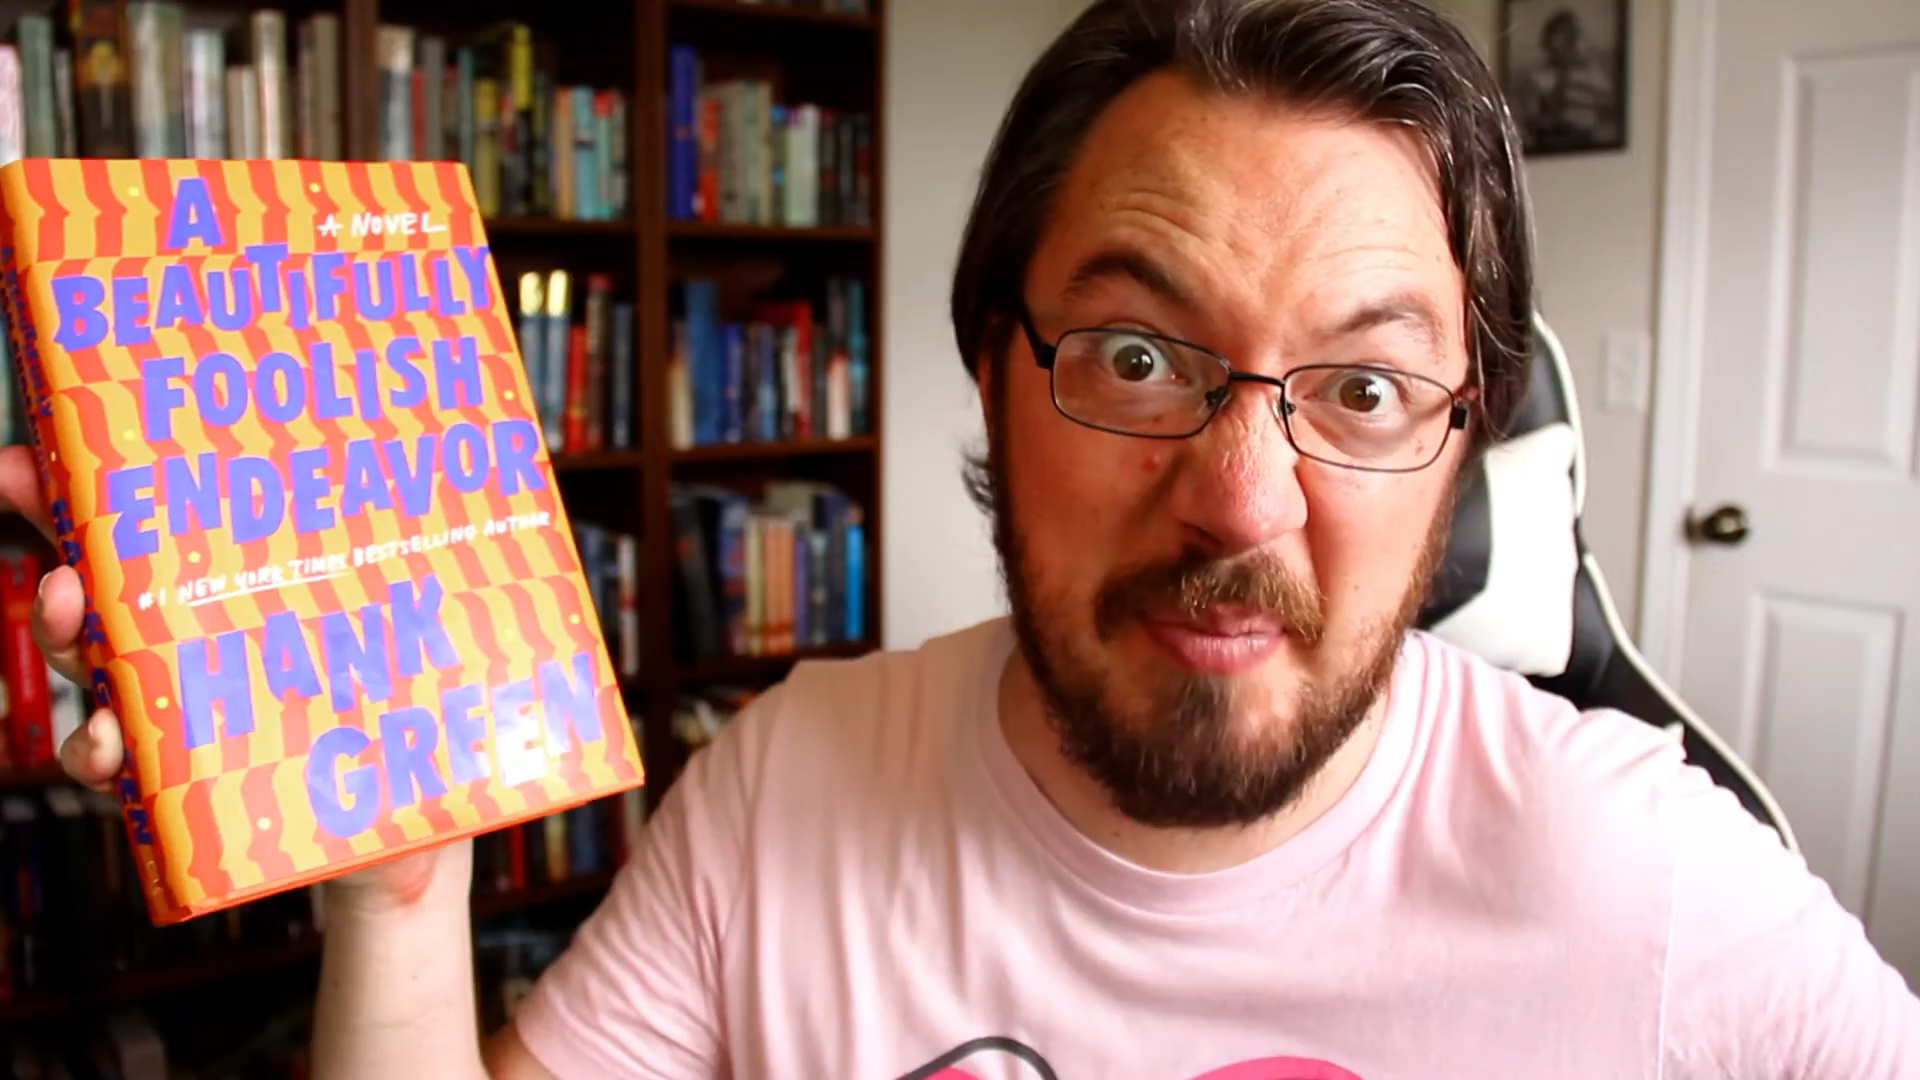 A
A NOVEL
BEAUTIFULLY
FOOLISH
ENDEAVOR
#1 NEW YORK TIMES BESTSELLING AUTHOR
HANK
GREEN